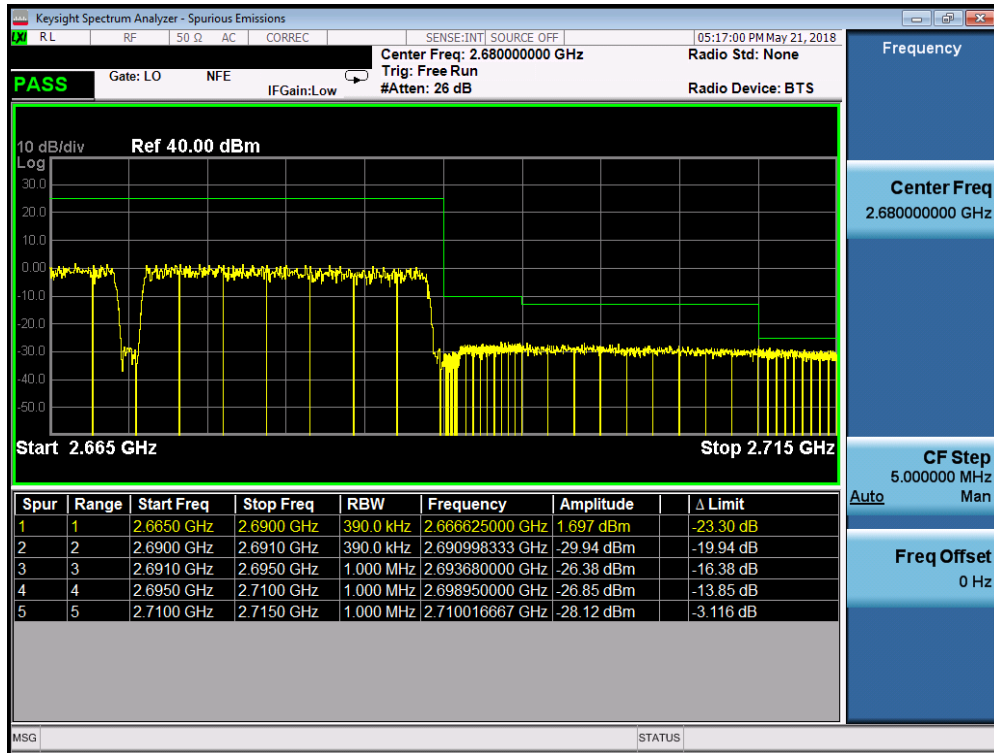 Keysight Spectrum Analyzer - Spurious Emissions
LXI RL RF 50 Ω AC CORREC SENSE:INT SOURCE OFF 05:17:00 PM May 21, 2018
Center Freq: 2.680000000 GHz Radio Std: None
Gate: LO NFE Trig: Free Run
PASS IFGain:Low #Atten: 26 dB Radio Device: BTS
10 dB/div Ref 40.00 dBm
Log
30.0
20.0
10.0
0.00
-10.0
-20.0
-30.0
-40.0
-50.0
Start 2.665 GHz Stop 2.715 GHz
Spur Range Start Freq Stop Freq RBW Frequency Amplitude Δ Limit
1 1 2.6650 GHz 2.6900 GHz 390.0 kHz 2.666625000 GHz 1.697 dBm -23.30 dB
2 2 2.6900 GHz 2.6910 GHz 390.0 kHz 2.690998333 GHz -29.94 dBm -19.94 dB
3 3 2.6910 GHz 2.6950 GHz 1.000 MHz 2.693680000 GHz -26.38 dBm -16.38 dB
4 4 2.6950 GHz 2.7100 GHz 1.000 MHz 2.698950000 GHz -26.85 dBm -13.85 dB
5 5 2.7100 GHz 2.7150 GHz 1.000 MHz 2.710016667 GHz -28.12 dBm -3.116 dB
MSG STATUS
Frequency
Center Freq
2.680000000 GHz
CF Step
5.000000 MHz
Auto Man
Freq Offset
0 Hz